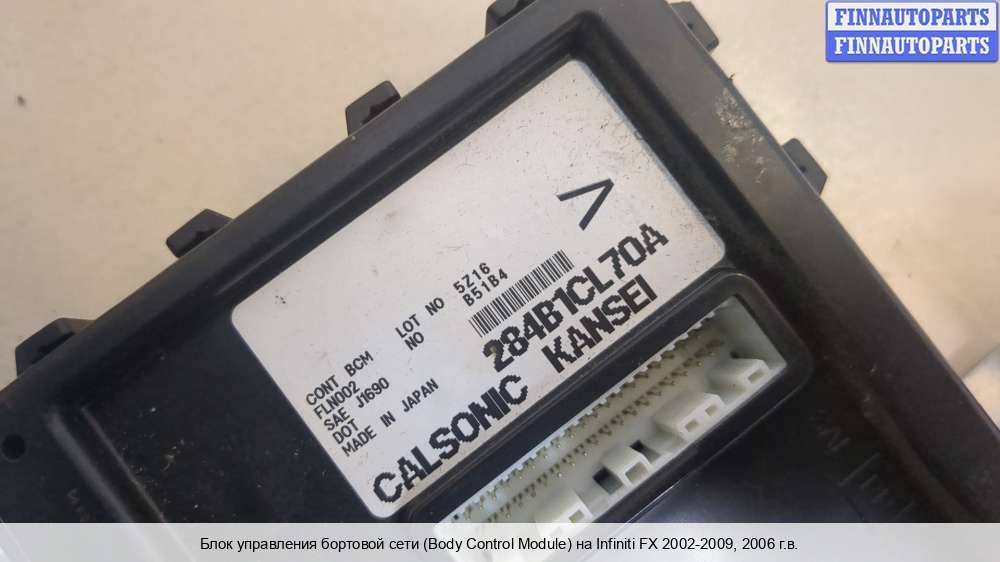 FINNAUTOPARTS
FINNAUTOPARTS
CONT BCM LOT NO 5Z16
FLN002 NO B51B4
SAE J1690
DOT
MADE IN JAPAN
284B1CL70A
CALSONIC KANSEI
Блок управления бортовой сети (Body Control Module) на Infiniti FX 2002-2009, 2006 г.в.